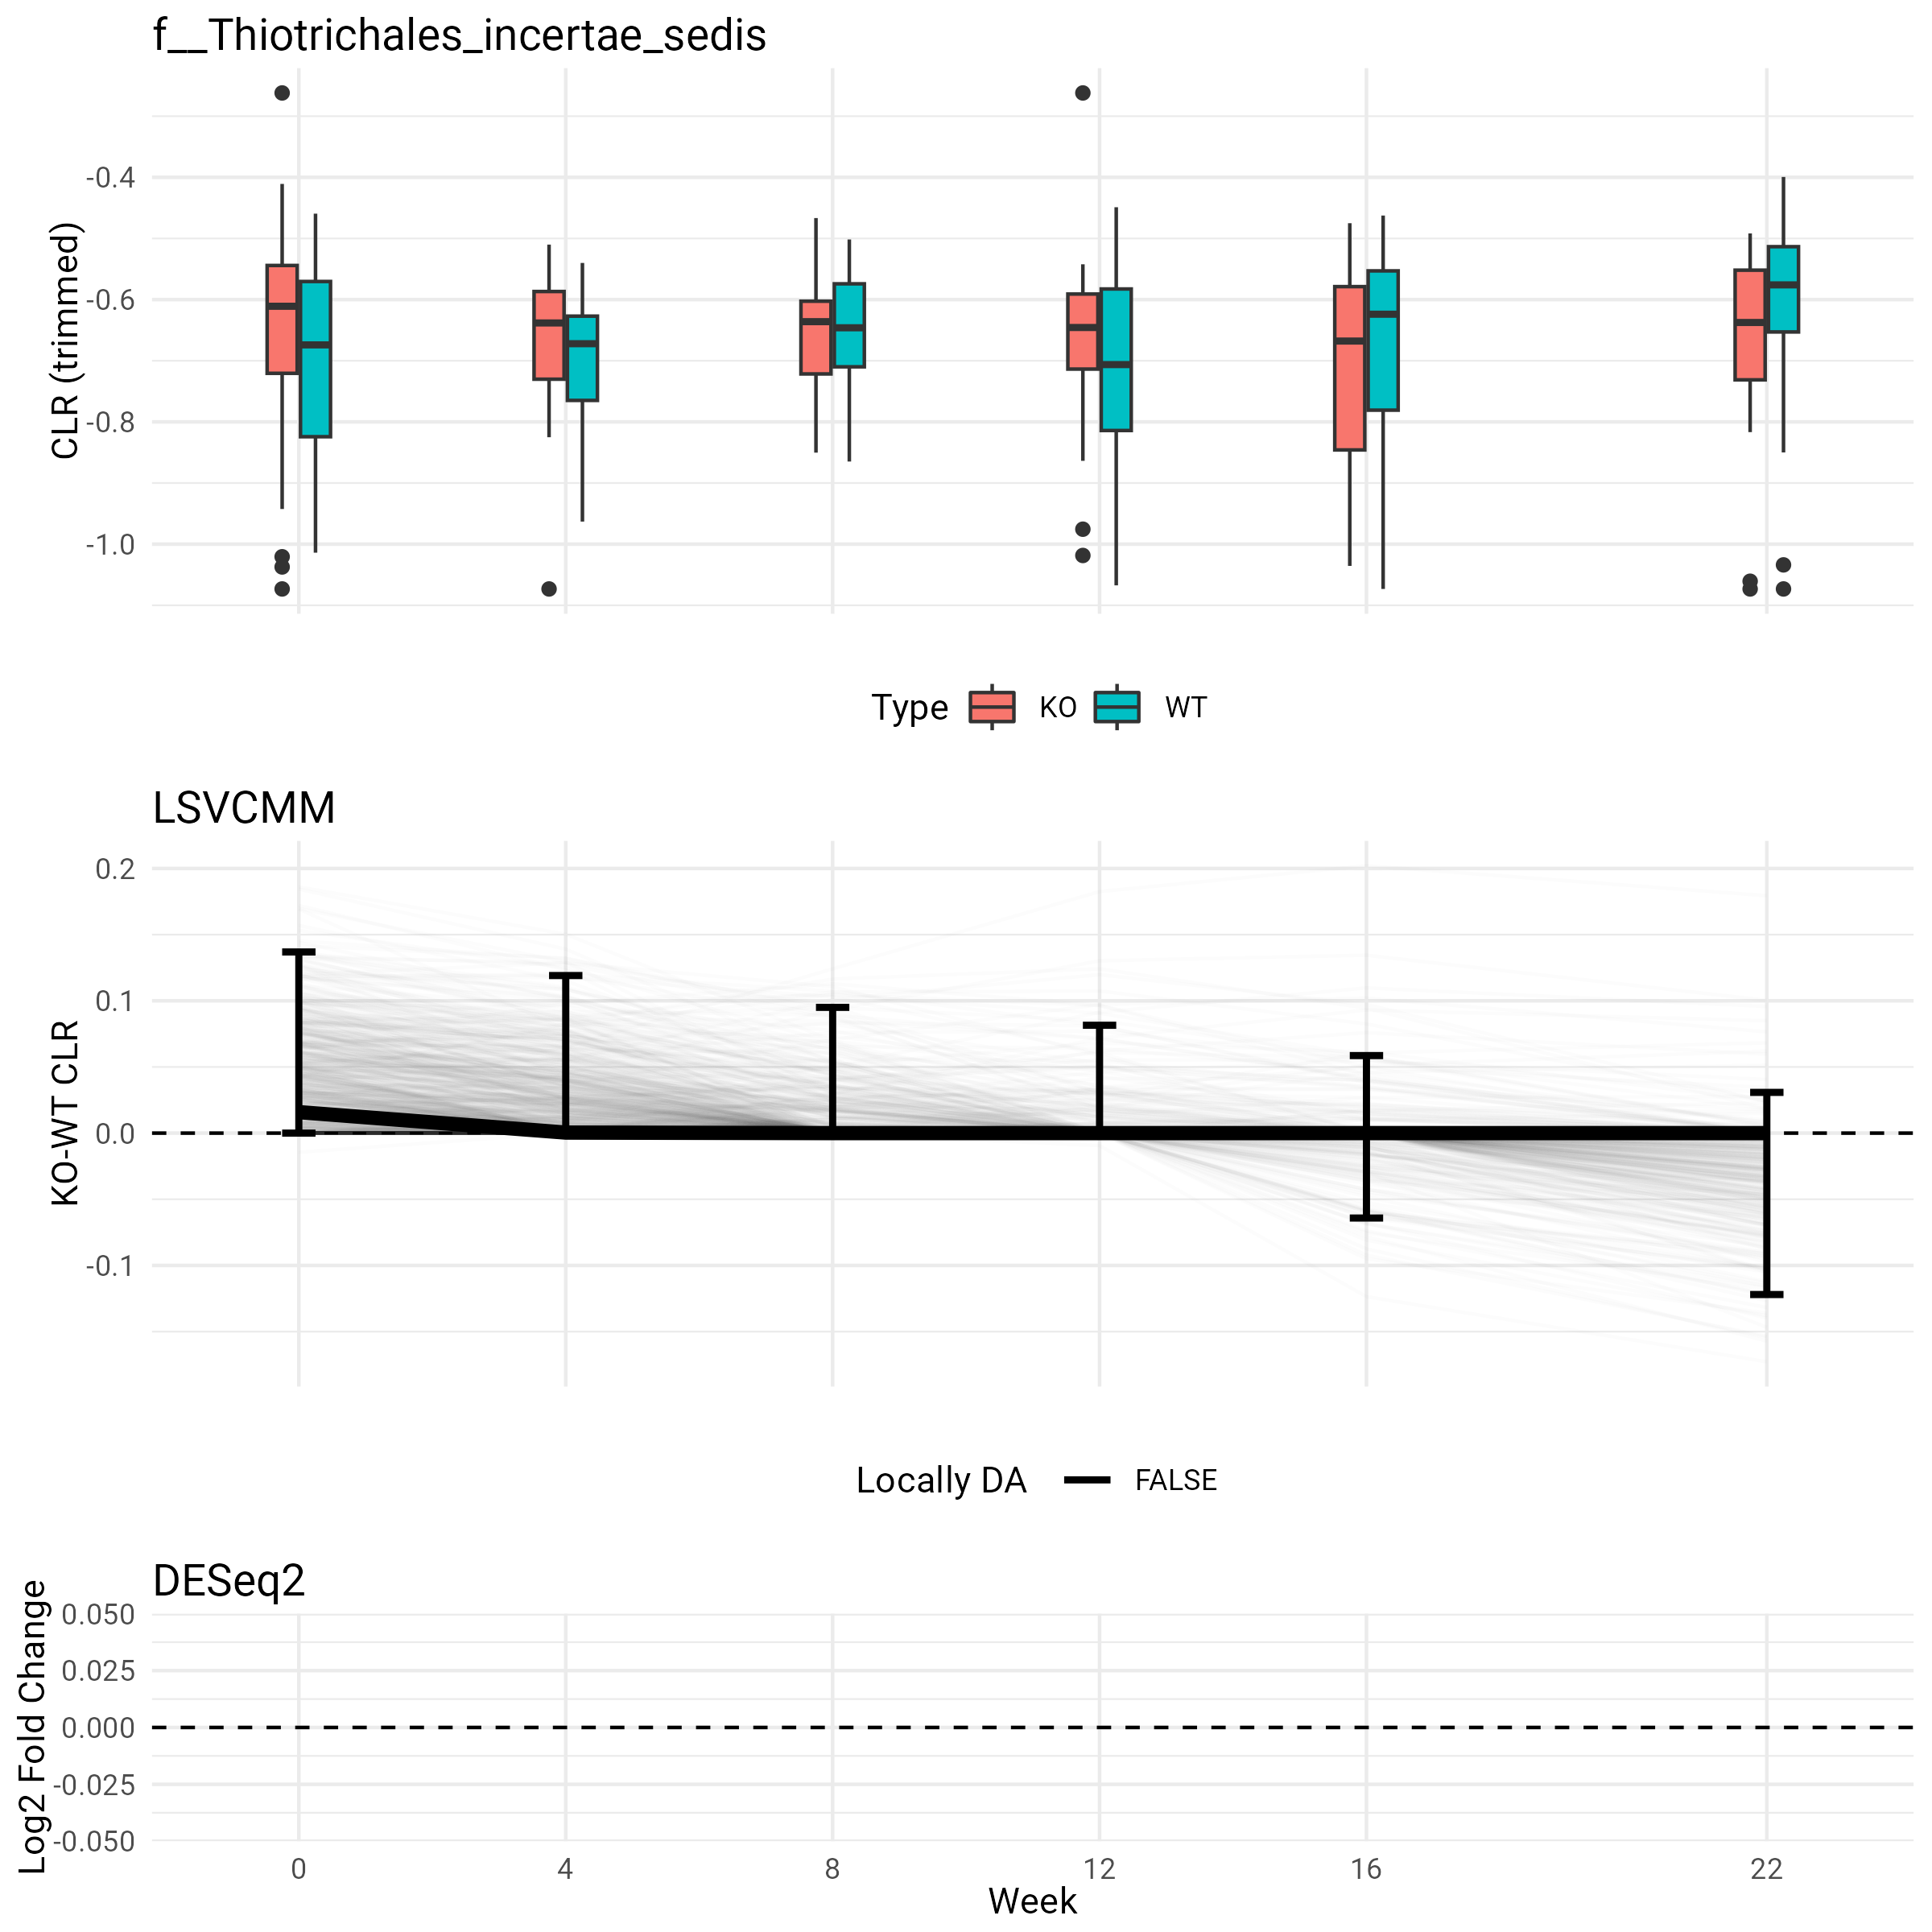 f__Thiotrichales_incertae_sedis
CLR (trimmed)
-0.4
-0.6
-0.8
-1.0
Type KO WT
LSVCMM
KO-WT CLR
0.2
0.1
0.0
-0.1
Locally DA FALSE
DESeq2
Log2 Fold Change
0.050
0.025
0.000
-0.025
-0.050
0 4 8 12 16 22
Week